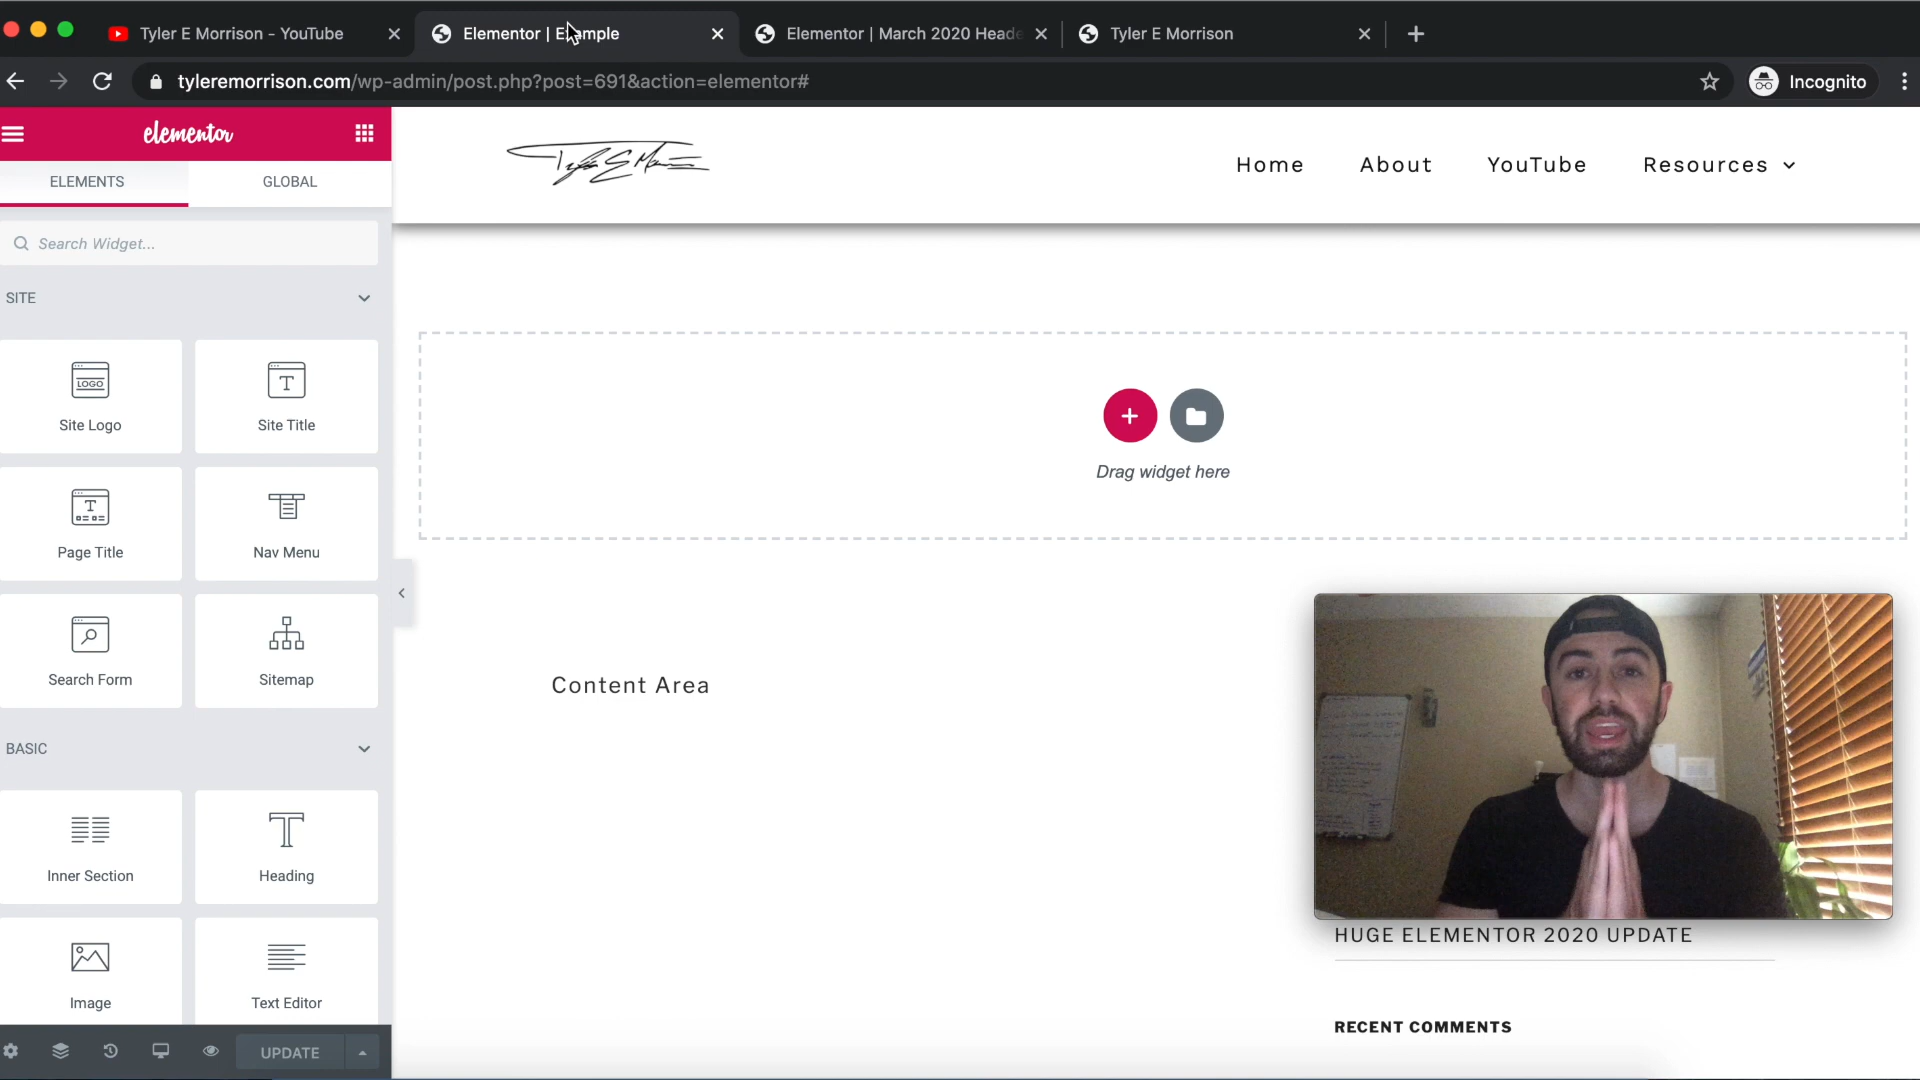 Tyler E Morrison - YouTube
Elementor | Example
Elementor | March 2020 Heade
Tyler E Morrison
tyleremorrison.com/wp-admin/post.php?post=691&action=elementor#
Incognito
elementor
ELEMENTS
GLOBAL
Search Widget...
SITE
LOGO
Site Logo
Site Title
Page Title
Nav Menu
Search Form
Sitemap
BASIC
Inner Section
Heading
Image
Text Editor
UPDATE
Home
About
YouTube
Resources
Drag widget here
Content Area
HUGE ELEMENTOR 2020 UPDATE
RECENT COMMENTS